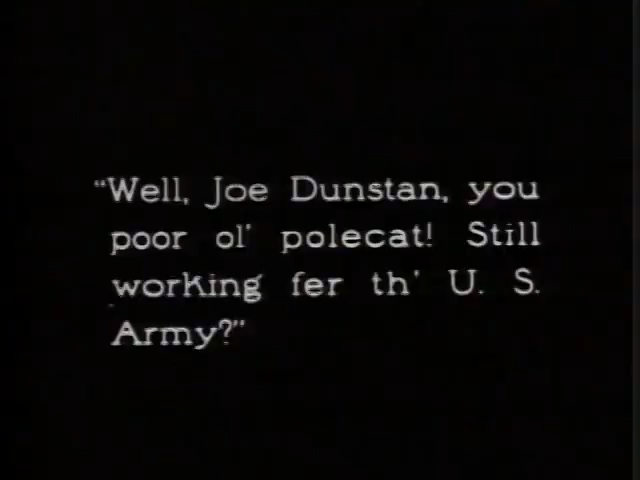 "Well, Joe Dunstan, you
poor ol' polecat! Still
working fer th' U. S.
Army?"